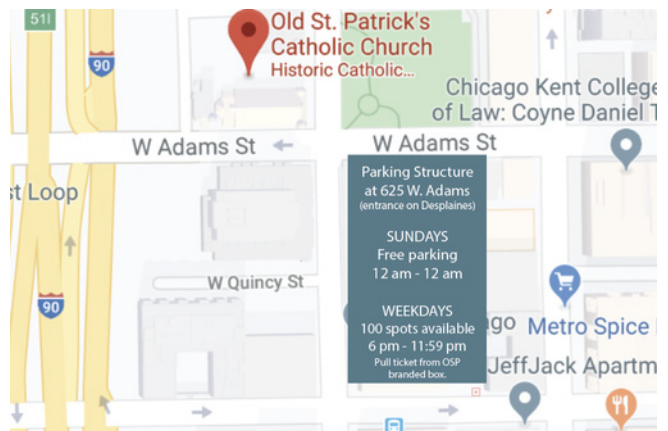 51I
90
Old St. Patrick's
Catholic Church
Historic Catholic...
Chicago Kent College
of Law: Coyne Daniel T
W Adams St
W Adams St
st Loop
Parking Structure
at 625 W. Adams
(entrance on Desplaines)
SUNDAYS
Free parking
12 am - 12 am
W Quincy St
90
WEEKDAYS
100 spots available
6 pm - 11:59 pm
Pull ticket from OSP
branded box.
go
Metro Spice
JeffJack Apartm